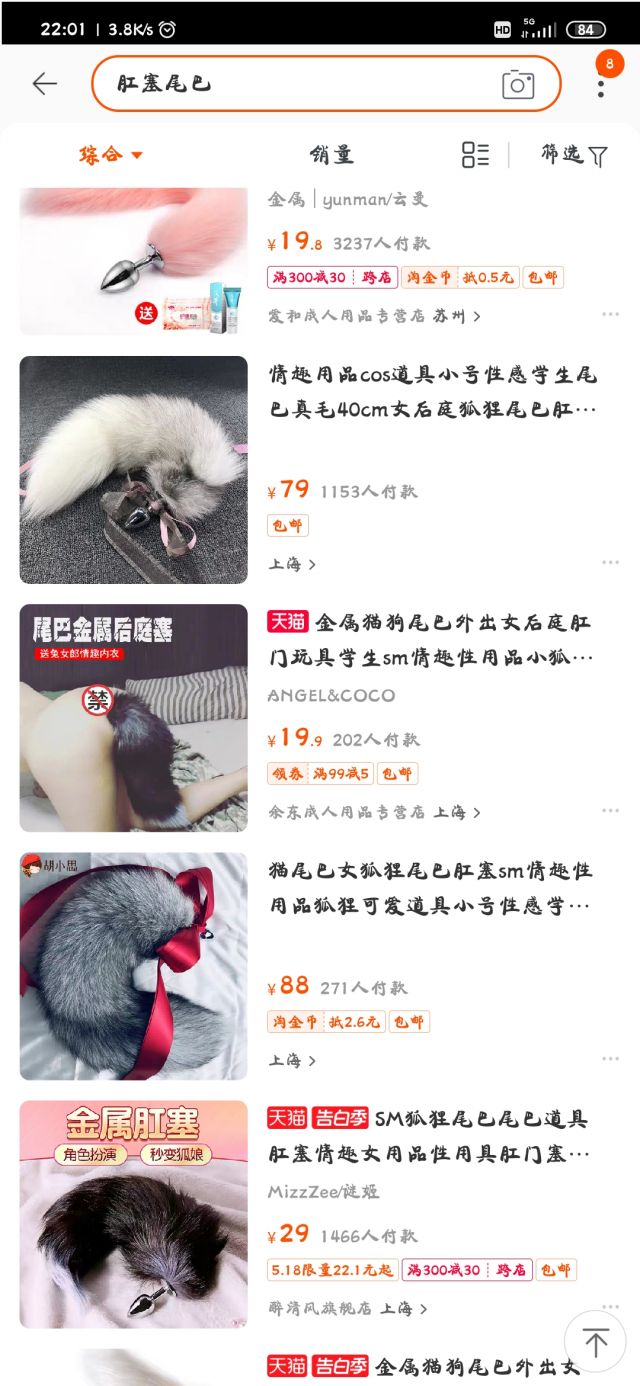 22:01 | 3.8K/s
HD 5G 84
肛塞尾巴
8
综合 销量 筛选
金属 | yunman/云曼
¥19.8 3237人付款
满300减30 跨店 淘金币 抵0.5元 包邮
爱和成人用品专营店 苏州 >
送
情趣用品cos道具小号性感学生尾
巴真毛40cm女后庭狐狸尾巴肛…
¥79 1153人付款
包邮
上海 >
尾巴金属后庭塞
送兔女郎情趣内衣
禁
天猫 金属猫狗尾巴外出女后庭肛
门玩具学生sm情趣性用品小狐…
ANGEL&COCO
¥19.9 202人付款
领券 满99减5 包邮
余东成人用品专营店 上海 >
胡小思
猫尾巴女狐狸尾巴肛塞sm情趣性
用品狐狂可爱道具小号性感学…
¥88 271人付款
淘金币 抵2.6元 包邮
上海 >
金属肛塞
角色扮演 秒变狐娘
天猫 告白季 SM狐狸尾巴尾巴道具
肛塞情趣女用品性用具肛门塞…
MizzZee/谜姬
¥29 1466人付款
5.18限量22.1元起 满300减30 跨店 包邮
醉清风旗舰店 上海 >
天猫 告白季 金属猫狗尾巴外出女